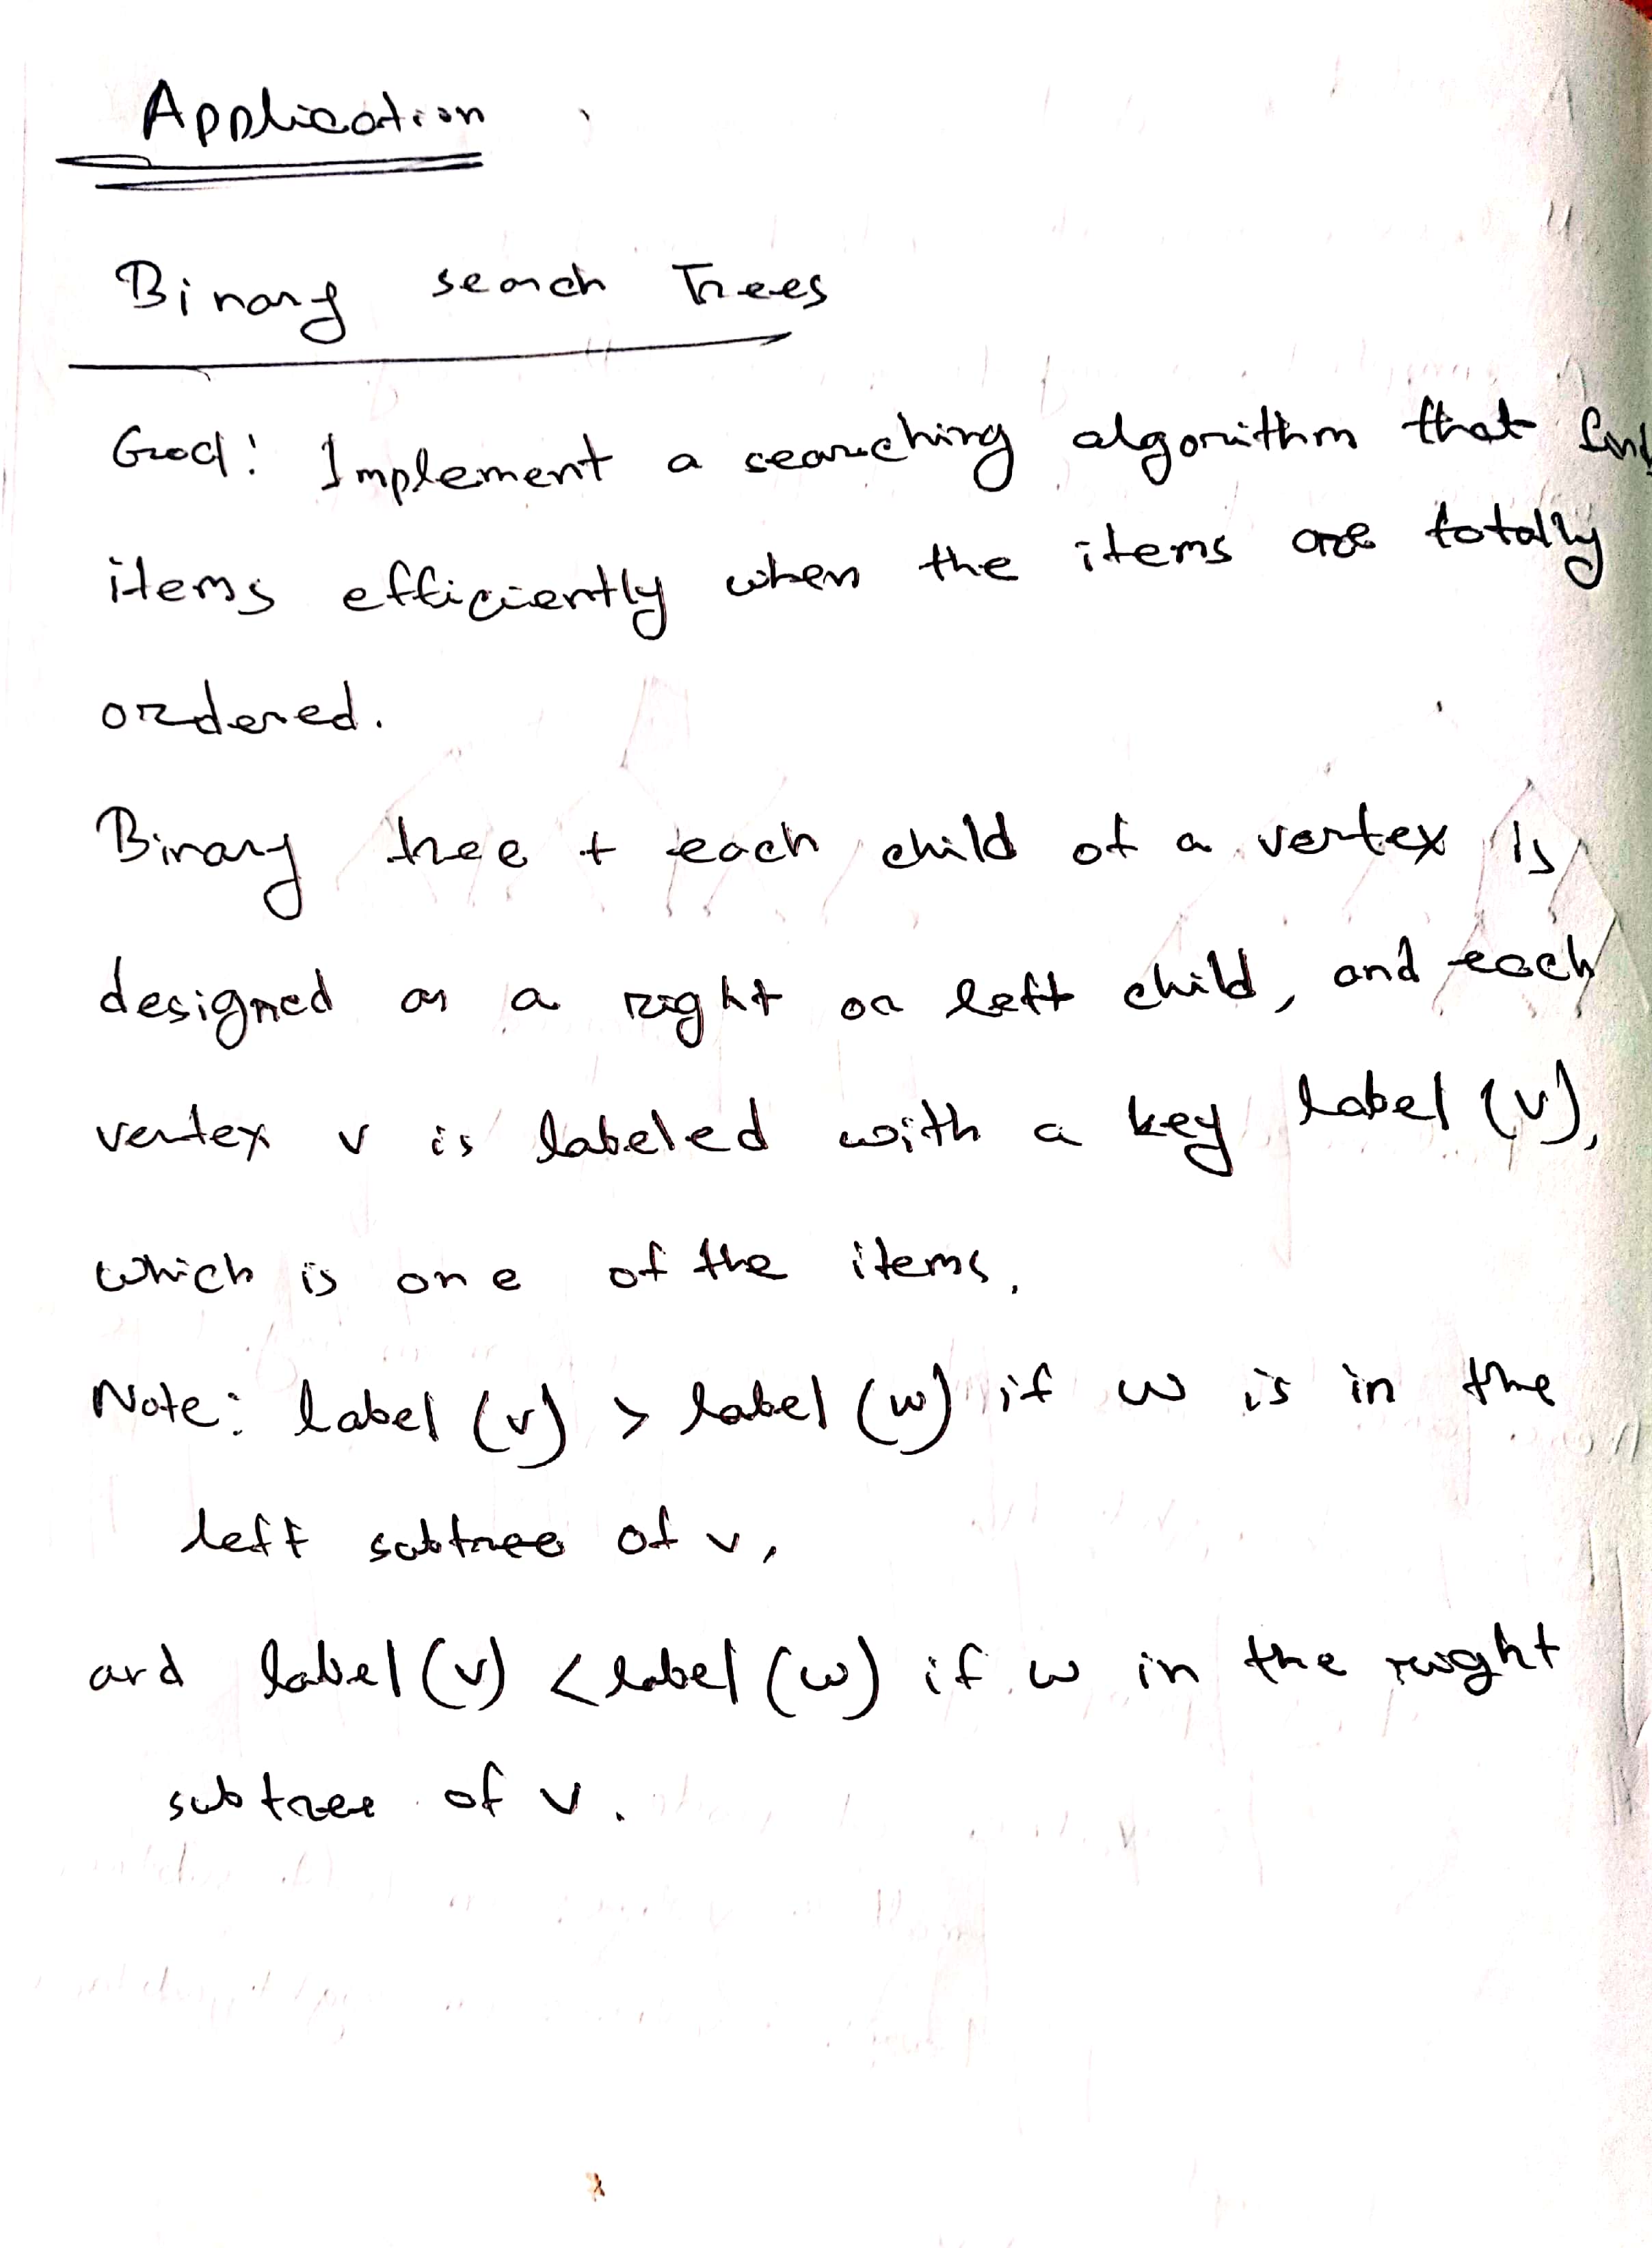 Application
Binary search Trees
Goal: Implement a searching algorithm that find
items efficiently when the items are totally
ordered.
Binary tree + each child of a vertex is
designed as a right or left child, and each
vertex v is labeled with a key label (v),
which is one of the items.
Note: label (v) > label (w) if w is in the
left subtree of v,
and label (v) < label (w) if w in the right
subtree of v.